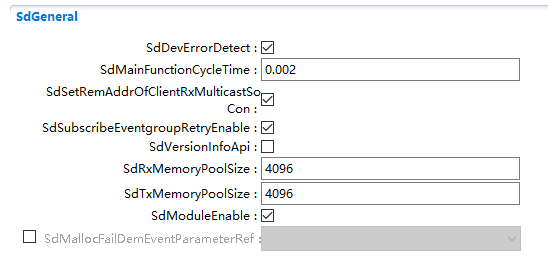 SdGeneral
SdDevErrorDetect :
SdMainFunctionCycleTime : 0.002
SdSetRemAddrOfClientRxMulticastSo
Con :
SdSubscribeEventgroupRetryEnable :
SdVersionInfoApi :
SdRxMemoryPoolSize : 4096
SdTxMemoryPoolSize : 4096
SdModuleEnable :
SdMallocFailDemEventParameterRef :